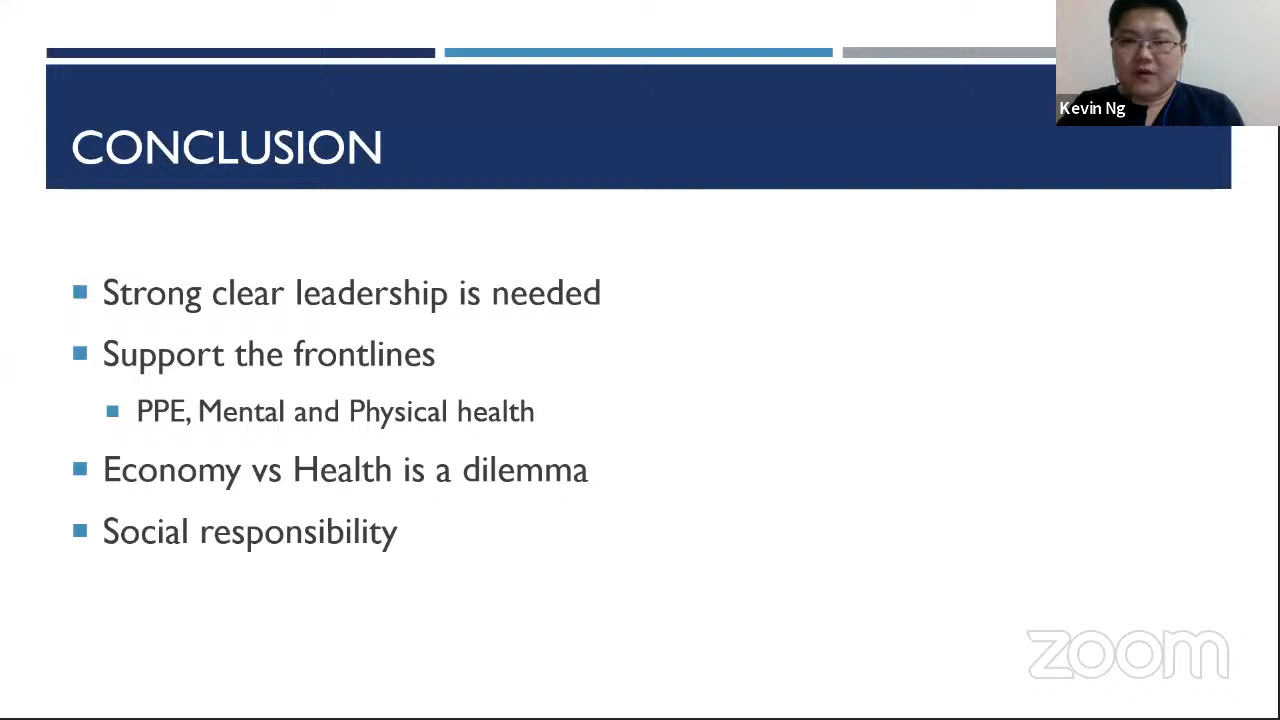 Kevin Ng
CONCLUSION
Strong clear leadership is needed
Support the frontlines
PPE, Mental and Physical health
Economy vs Health is a dilemma
Social responsibility
zoom